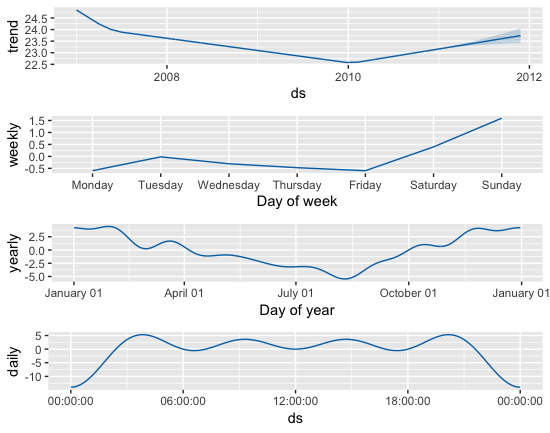 trend
24.5
24.0
23.5
23.0
22.5
2008 2010 2012
ds
weekly
1.5
1.0
0.5
0.0
-0.5
Monday Tuesday Wednesday Thursday Friday Saturday Sunday
Day of week
yearly
2.5
0.0
-2.5
-5.0
January 01 April 01 July 01 October 01 January 01
Day of year
daily
5
0
-5
-10
00:00:00 06:00:00 12:00:00 18:00:00 00:00:00
ds